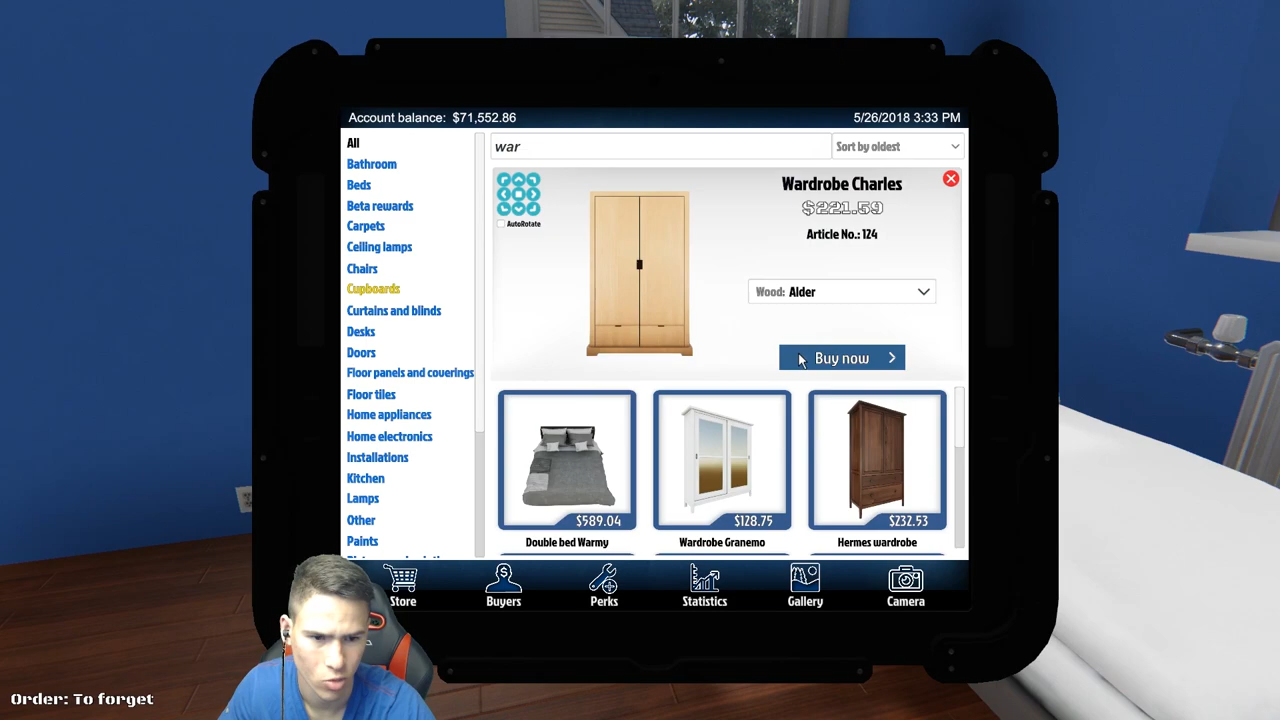 Account balance: $71,552.86
5/26/2018 3:33 PM
All
Bathroom
Beds
Beta rewards
Carpets
Ceiling lamps
Chairs
Cupboards
Curtains and blinds
Desks
Doors
Floor panels and coverings
Floor tiles
Home appliances
Home electronics
Installations
Kitchen
Lamps
Other
Paints
war
Sort by oldest
AutoRotate
Wardrobe Charles
$221.59
Article No.: 124
Wood: Alder
Buy now
$589.04
$128.75
$232.53
Double bed Warmy
Wardrobe Granemo
Hermes wardrobe
Store
Buyers
Perks
Statistics
Gallery
Camera
Order: To forget